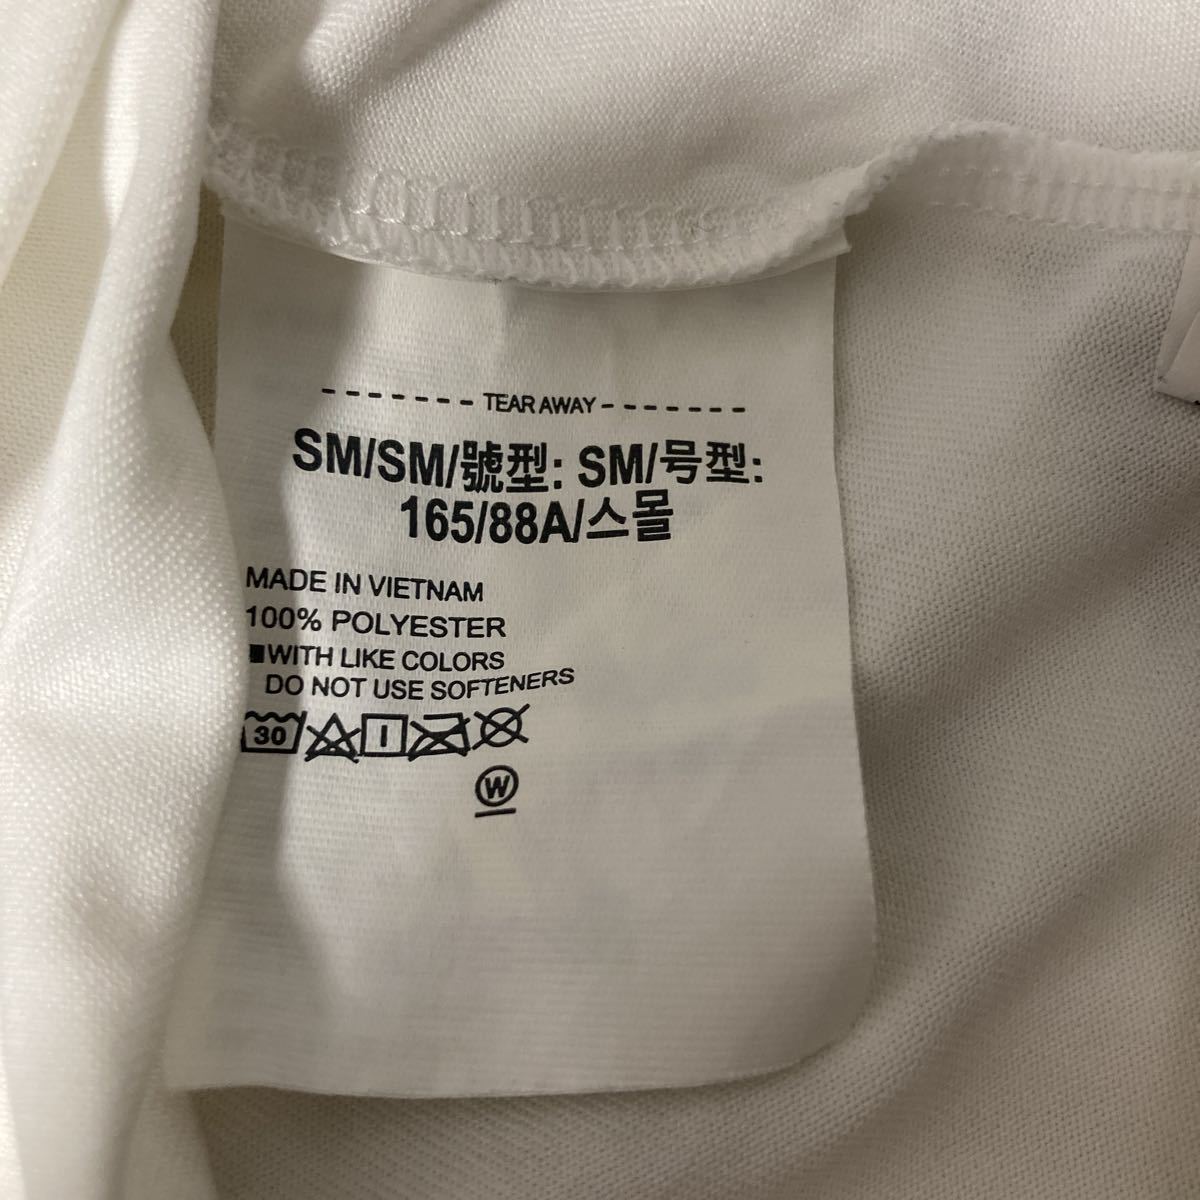 TEAR AWAY
SM/SM/號型: SM/号型:
165/88A/스몰
MADE IN VIETNAM
100% POLYESTER
■WITH LIKE COLORS
DO NOT USE SOFTENERS
30
W